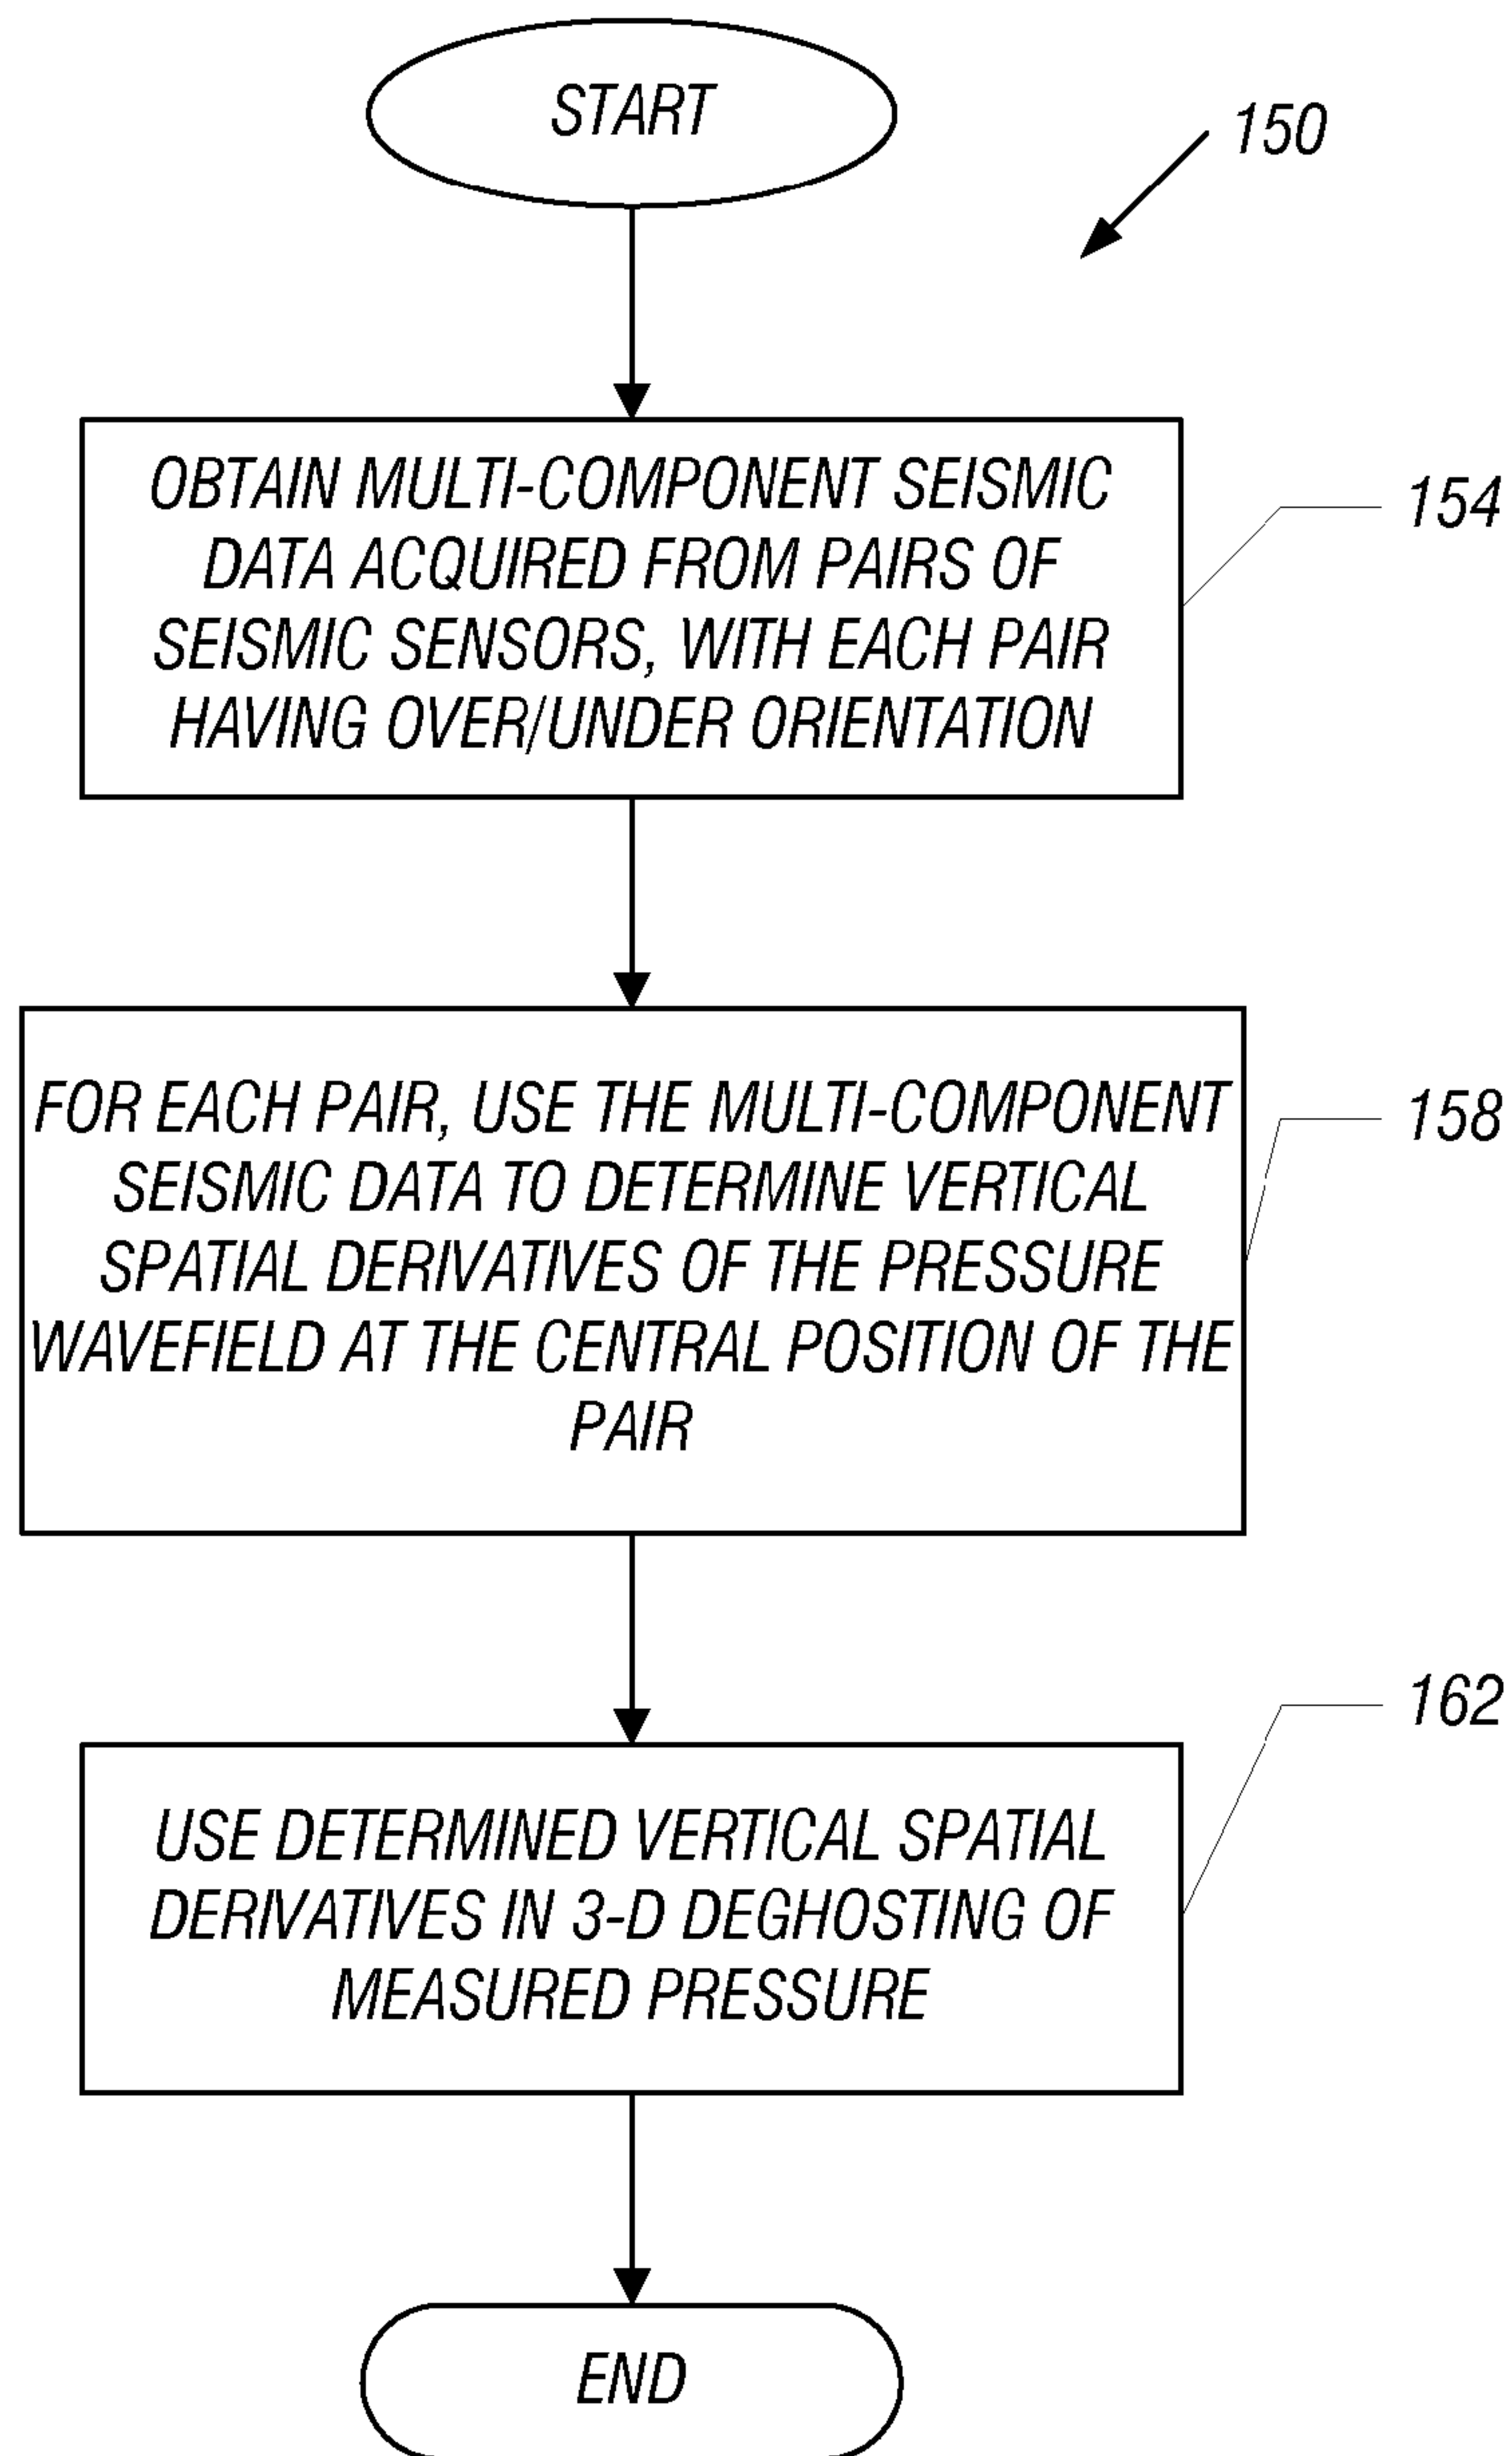 START
150
OBTAIN MULTI-COMPONENT SEISMIC
DATA ACQUIRED FROM PAIRS OF
SEISMIC SENSORS, WITH EACH PAIR
HAVING OVER/UNDER ORIENTATION
154
FOR EACH PAIR, USE THE MULTI-COMPONENT
SEISMIC DATA TO DETERMINE VERTICAL
SPATIAL DERIVATIVES OF THE PRESSURE
WAVEFIELD AT THE CENTRAL POSITION OF THE
PAIR
158
USE DETERMINED VERTICAL SPATIAL
DERIVATIVES IN 3-D DEGHOSTING OF
MEASURED PRESSURE
162
END